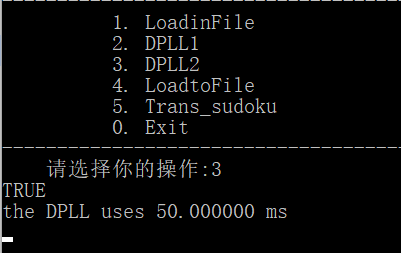 1. LoadinFile
2. DPLL1
3. DPLL2
4. LoadtoFile
5. Trans_sudoku
0. Exit
请选择你的操作:3
TRUE
the DPLL uses 50.000000 ms